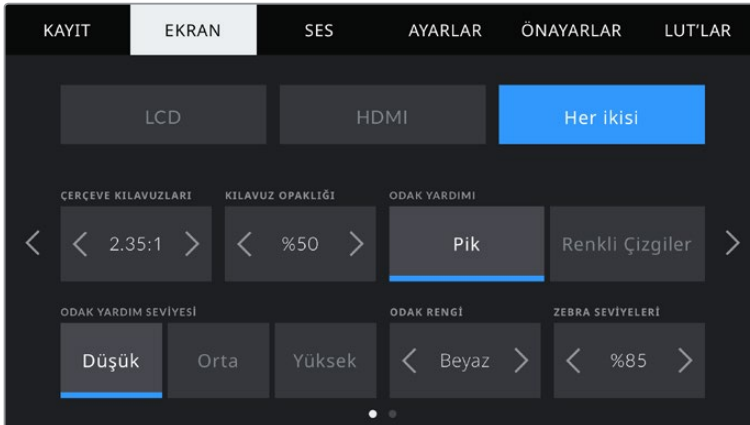 KAYIT EKRAN SES AYARLAR ÖNAYARLAR LUT'LAR
LCD HDMI Her ikisi
ÇERÇEVE KILAVUZLARI KILAVUZ OPAKLIĞI ODAK YARDIMI
2.35:1 %50 Pik Renkli Çizgiler
ODAK YARDIM SEVİYESİ ODAK RENGİ ZEBRA SEVİYELERİ
Düşük Orta Yüksek Beyaz %85